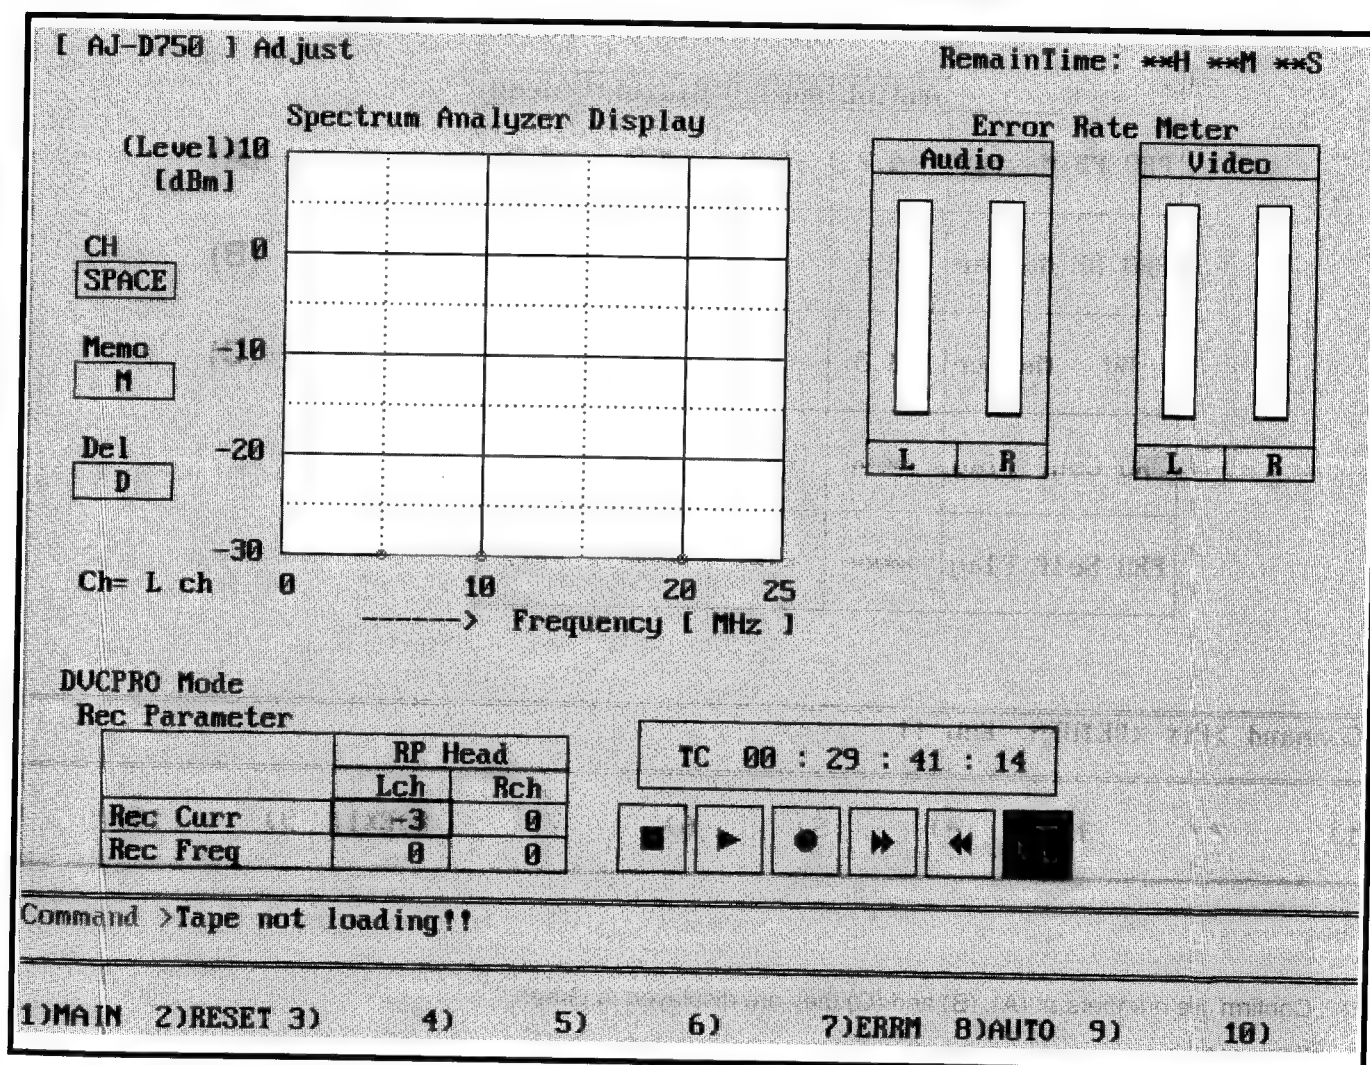 [ AJ-D750 ] Adjust
RemainTime: **H **M **S
Spectrum Analyzer Display
(Level)10
[dBm]
CH
0
SPACE
Memo
-10
M
Del
-20
D
-30
Ch= L ch
0 10 20 25
------> Frequency [ MHz ]
Error Rate Meter
Audio Video
L R L R
DVCPRO Mode
Rec Parameter
RP Head
Lch Rch
Rec Curr -3 0
Rec Freq 0 0
TC 00 : 29 : 41 : 14
Command >Tape not loading!!
1)MAIN 2)RESET 3) 4) 5) 6) 7)ERRM 8)AUTO 9) 10)